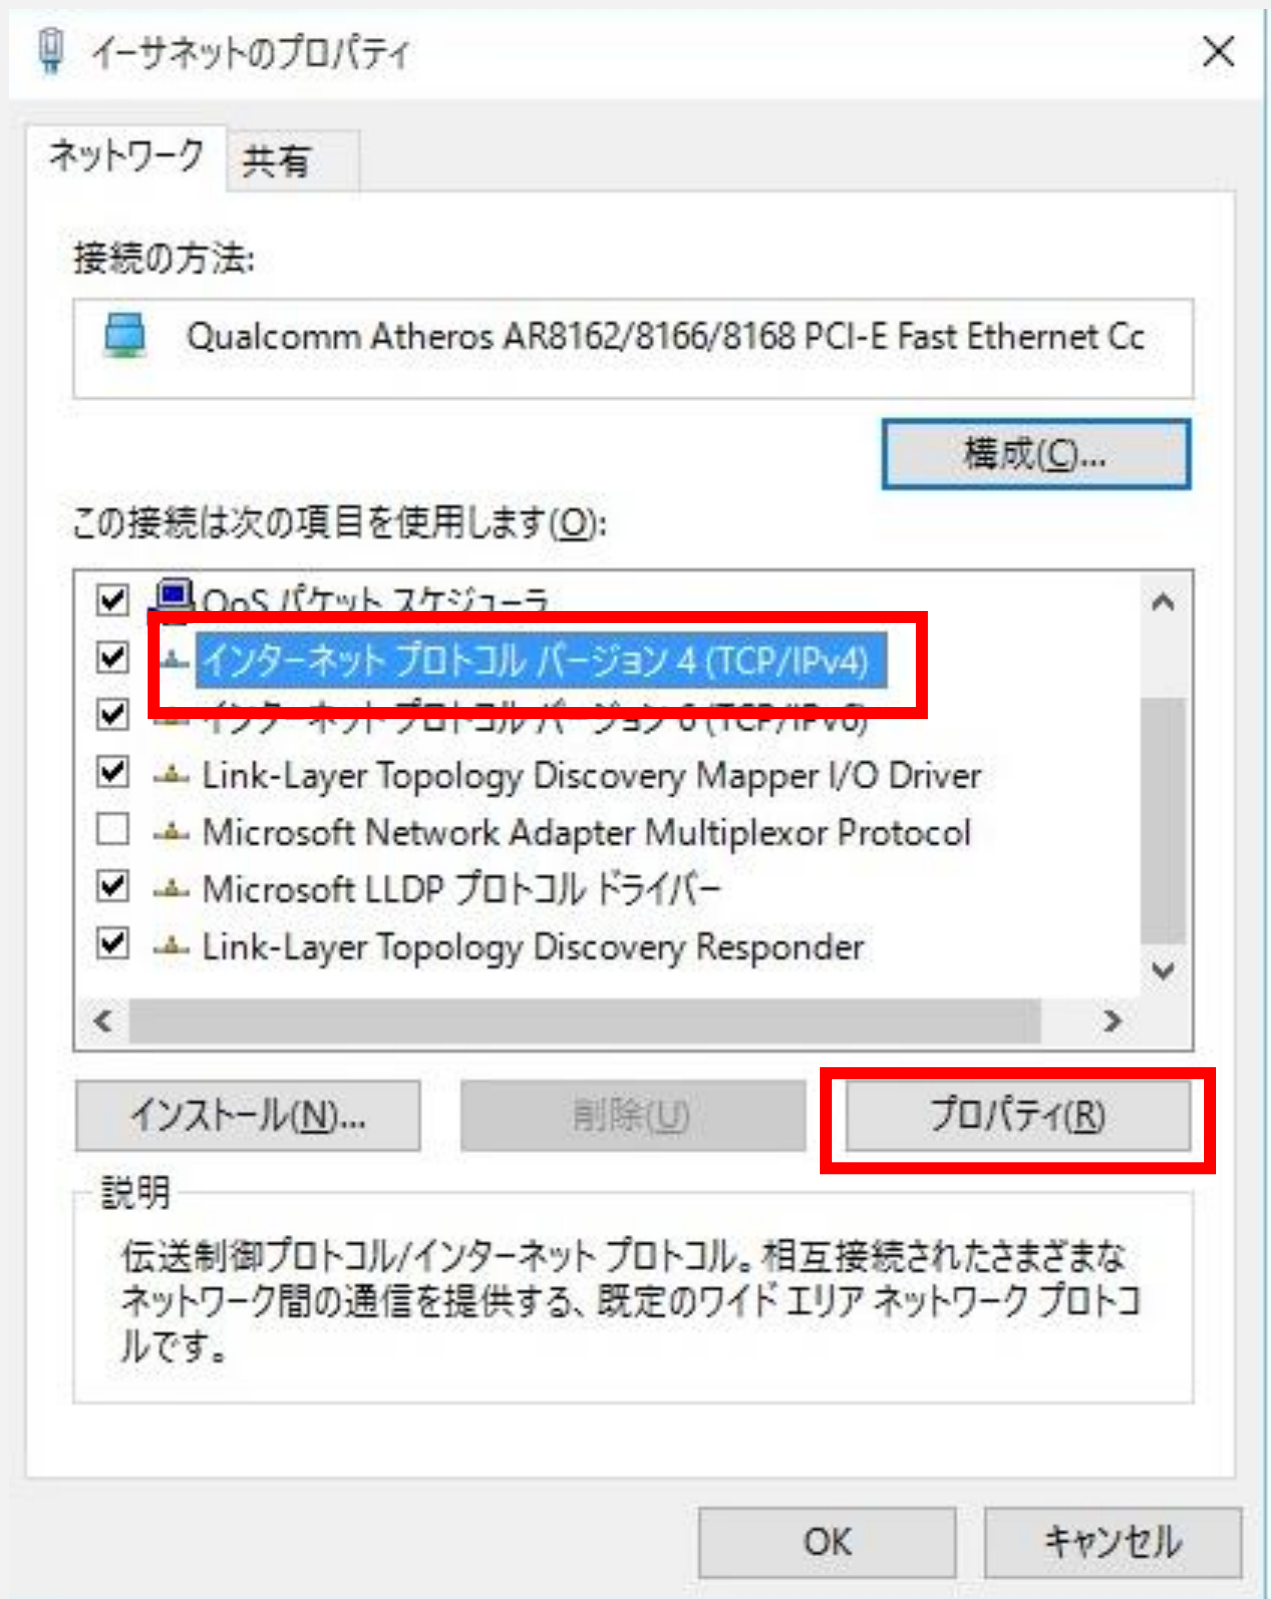 イーサネットのプロパティ
ネットワーク
共有
接続の方法:
Qualcomm Atheros AR8162/8166/8168 PCI-E Fast Ethernet Cc
構成(C)...
この接続は次の項目を使用します(O):
QoS パケット スケジューラ
インターネット プロトコル バージョン 4 (TCP/IPv4)
インターネット プロトコル バージョン 6 (TCP/IPv6)
Link-Layer Topology Discovery Mapper I/O Driver
Microsoft Network Adapter Multiplexor Protocol
Microsoft LLDP プロトコル ドライバー
Link-Layer Topology Discovery Responder
インストール(N)...
削除(U)
プロパティ(R)
説明
伝送制御プロトコル/インターネット プロトコル。相互接続されたさまざまな
ネットワーク間の通信を提供する、既定のワイド エリア ネットワーク プロトコ
ルです。
OK
キャンセル